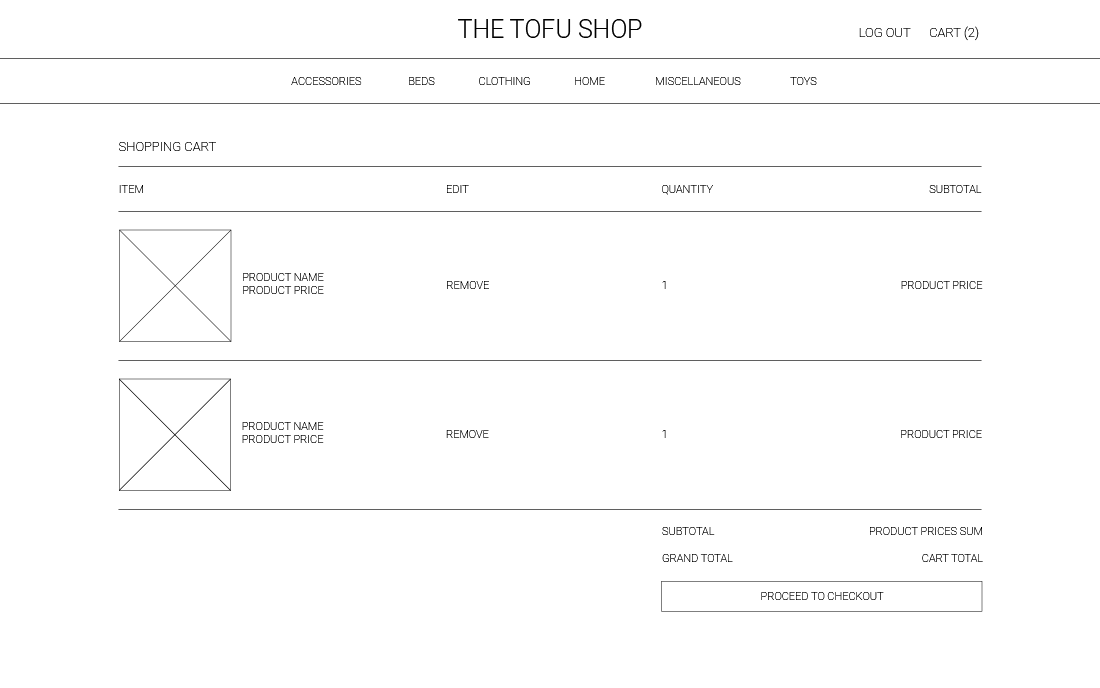 THE TOFU SHOP
LOG OUT CART (2)
ACCESSORIES BEDS CLOTHING HOME MISCELLANEOUS TOYS
SHOPPING CART
ITEM EDIT QUANTITY SUBTOTAL
PRODUCT NAME
PRODUCT PRICE
REMOVE 1 PRODUCT PRICE
PRODUCT NAME
PRODUCT PRICE
REMOVE 1 PRODUCT PRICE
SUBTOTAL PRODUCT PRICES SUM
GRAND TOTAL CART TOTAL
PROCEED TO CHECKOUT